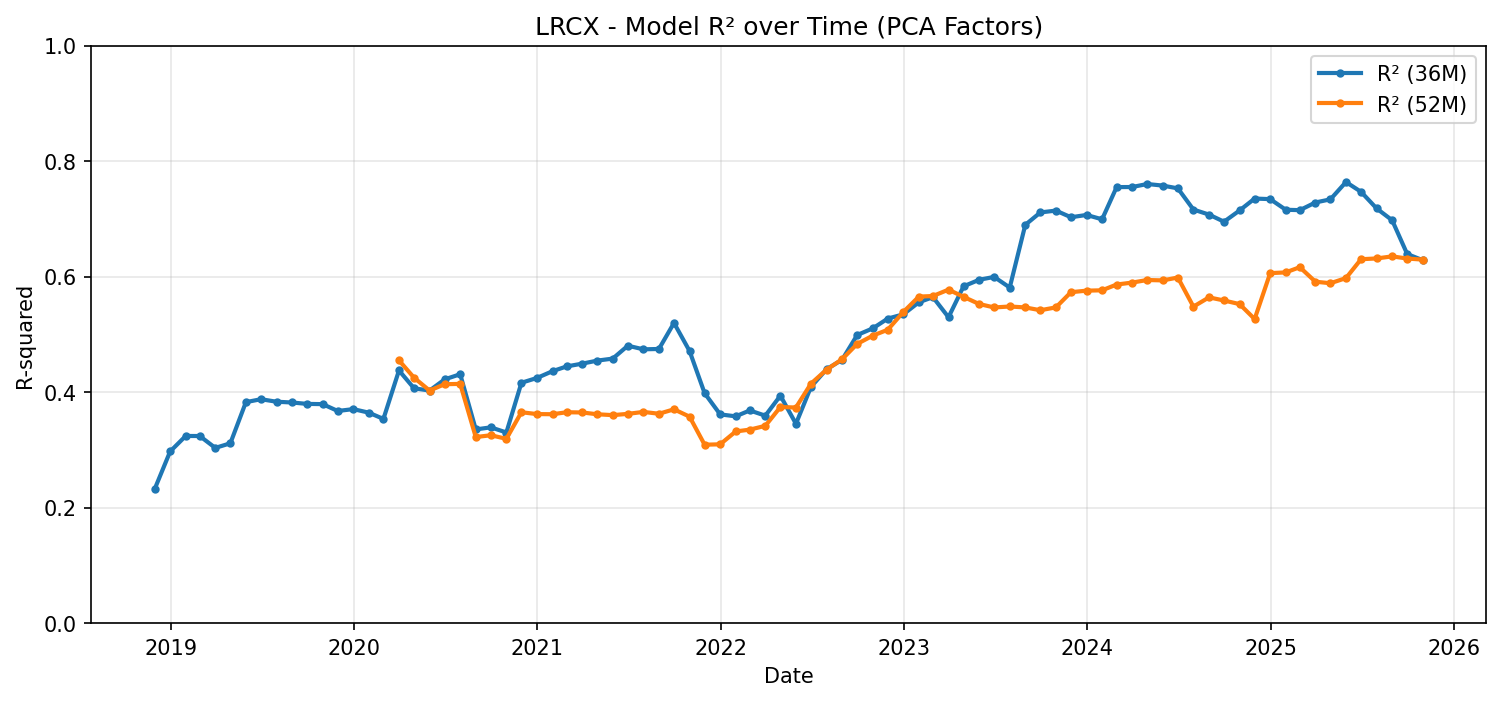 LRCX - Model R² over Time (PCA Factors)
R² (36M)
R² (52M)
R-squared
1.0
0.8
0.6
0.4
0.2
0.0
2019 2020 2021 2022 2023 2024 2025 2026
Date